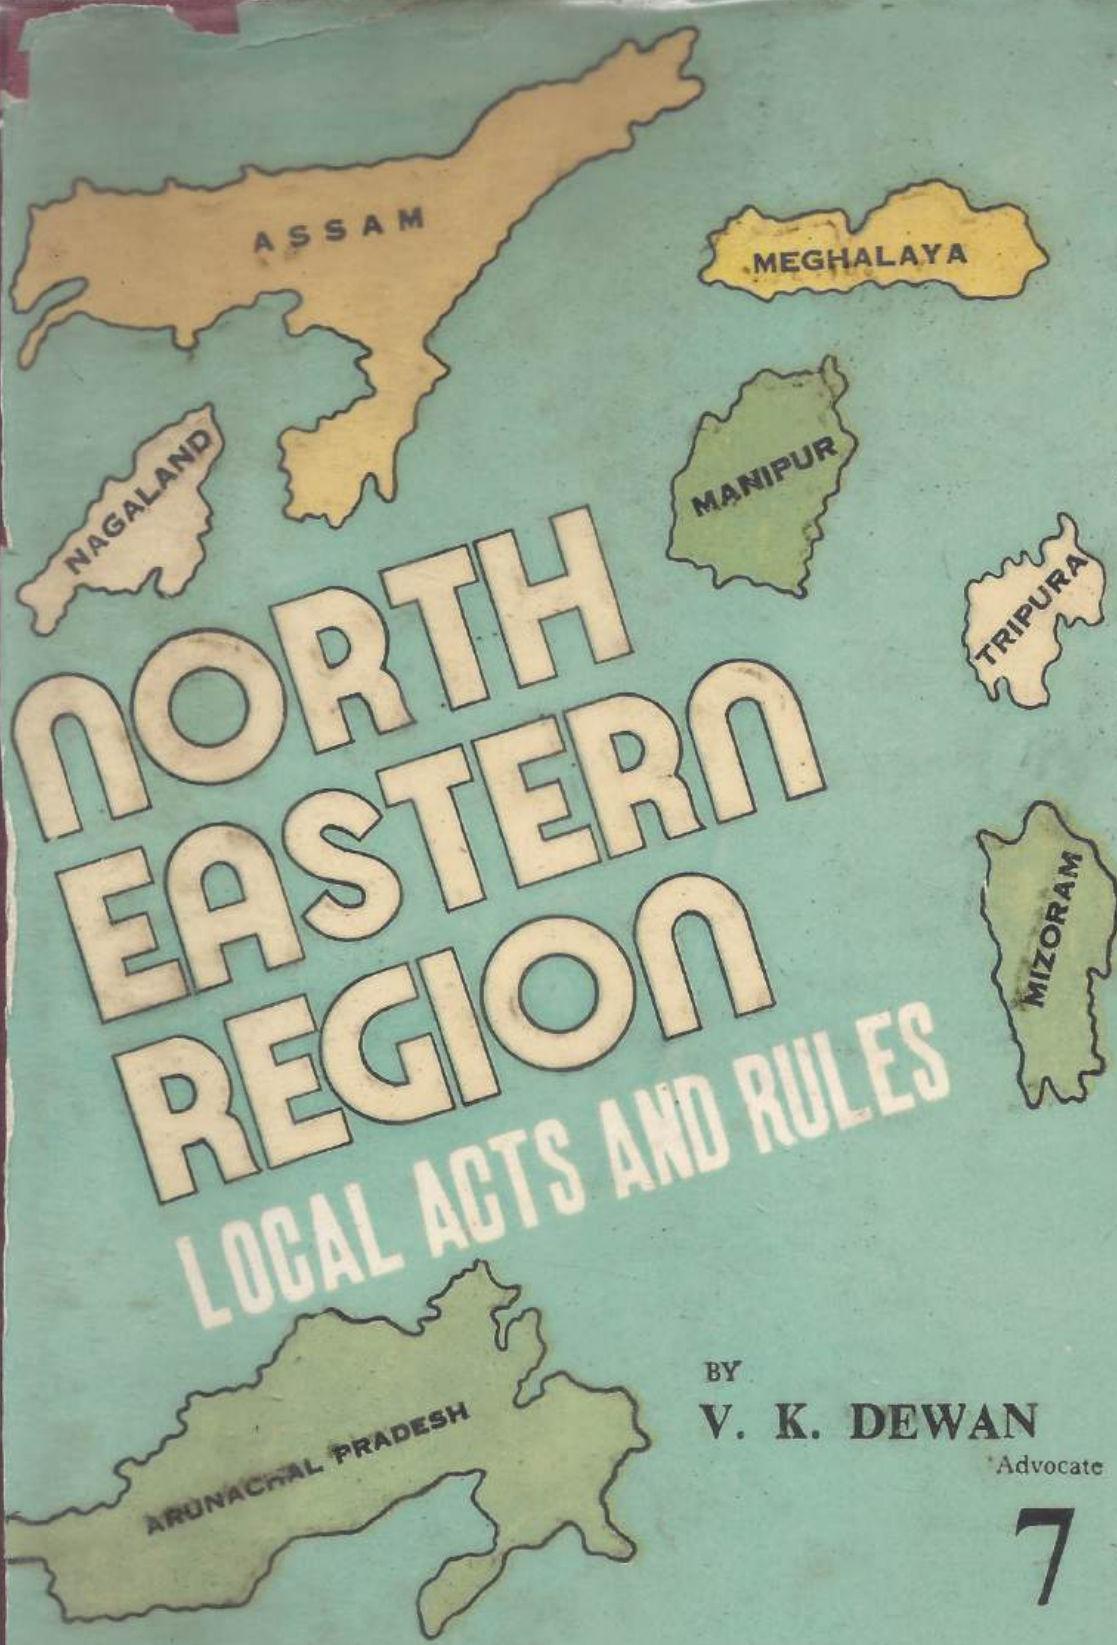 ASSAM
MEGHALAYA
NAGALAND
MANIPUR
TRIPURA
NORTH
EASTERN
REGION
MIZORAM
LOCAL ACTS AND RULES
ARUNACHAL PRADESH
BY
V. K. DEWAN
Advocate
7